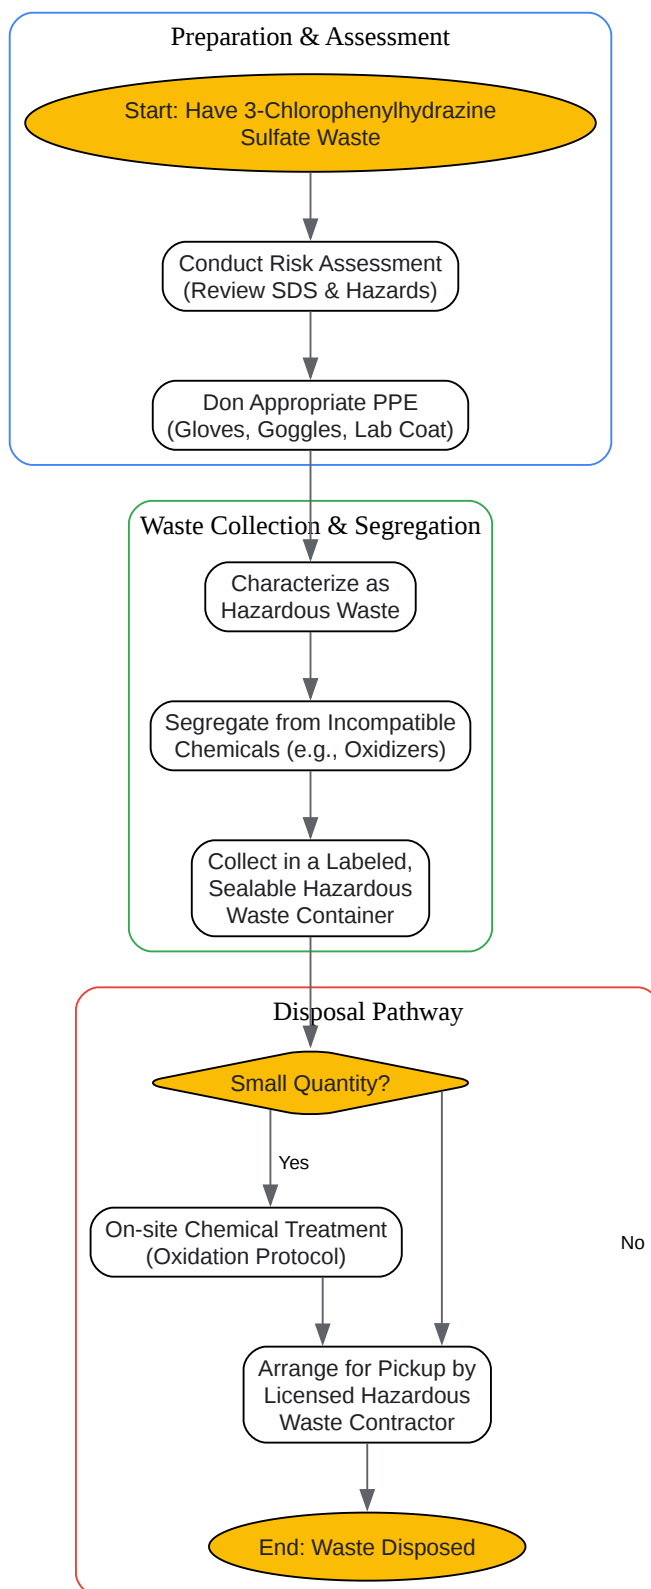 Preparation & Assessment
Start: Have 3-Chlorophenylhydrazine
Sulfate Waste
Conduct Risk Assessment
(Review SDS & Hazards)
Don Appropriate PPE
(Gloves, Goggles, Lab Coat)
Waste Collection & Segregation
Characterize as
Hazardous Waste
Segregate from Incompatible
Chemicals (e.g., Oxidizers)
Collect in a Labeled,
Sealable Hazardous
Waste Container
Disposal Pathway
Small Quantity?
Yes
On-site Chemical Treatment
(Oxidation Protocol)
No
Arrange for Pickup by
Licensed Hazardous
Waste Contractor
End: Waste Disposed